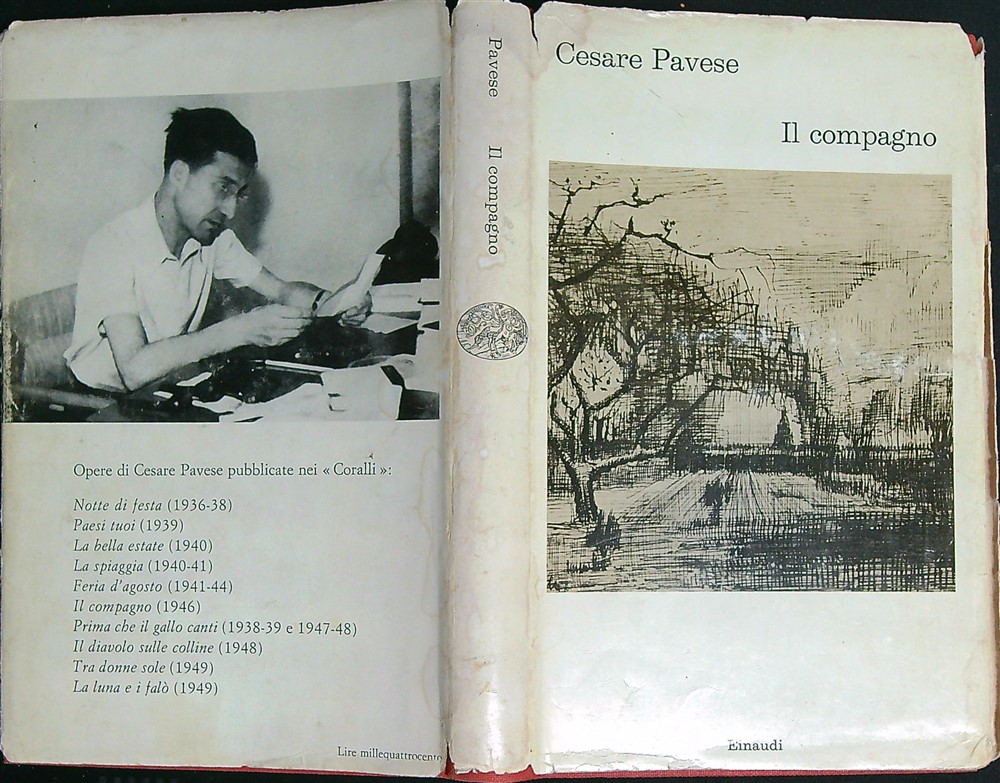 Opere di Cesare Pavese pubblicate nei « Coralli »:
Notte di festa (1936-38)
Paesi tuoi (1939)
La bella estate (1940)
La spiaggia (1940-41)
Feria d'agosto (1941-44)
Il compagno (1946)
Prima che il gallo canti (1938-39 e 1947-48)
Il diavolo sulle colline (1948)
Tra donne sole (1949)
La luna e i falò (1949)
Lire millequattrocento
Pavese Il compagno
Cesare Pavese
Il compagno
Einaudi